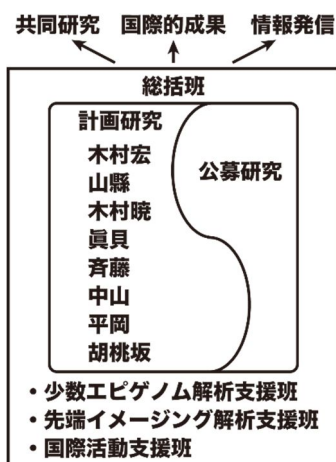 共同研究 国際的成果 情報発信
総括班
計画研究
公募研究
木村宏
山縣
木村暁
眞貝
斉藤
中山
平岡
胡桃坂
・少数エピゲノム解析支援班
・先端イメージング解析支援班
・国際活動支援班